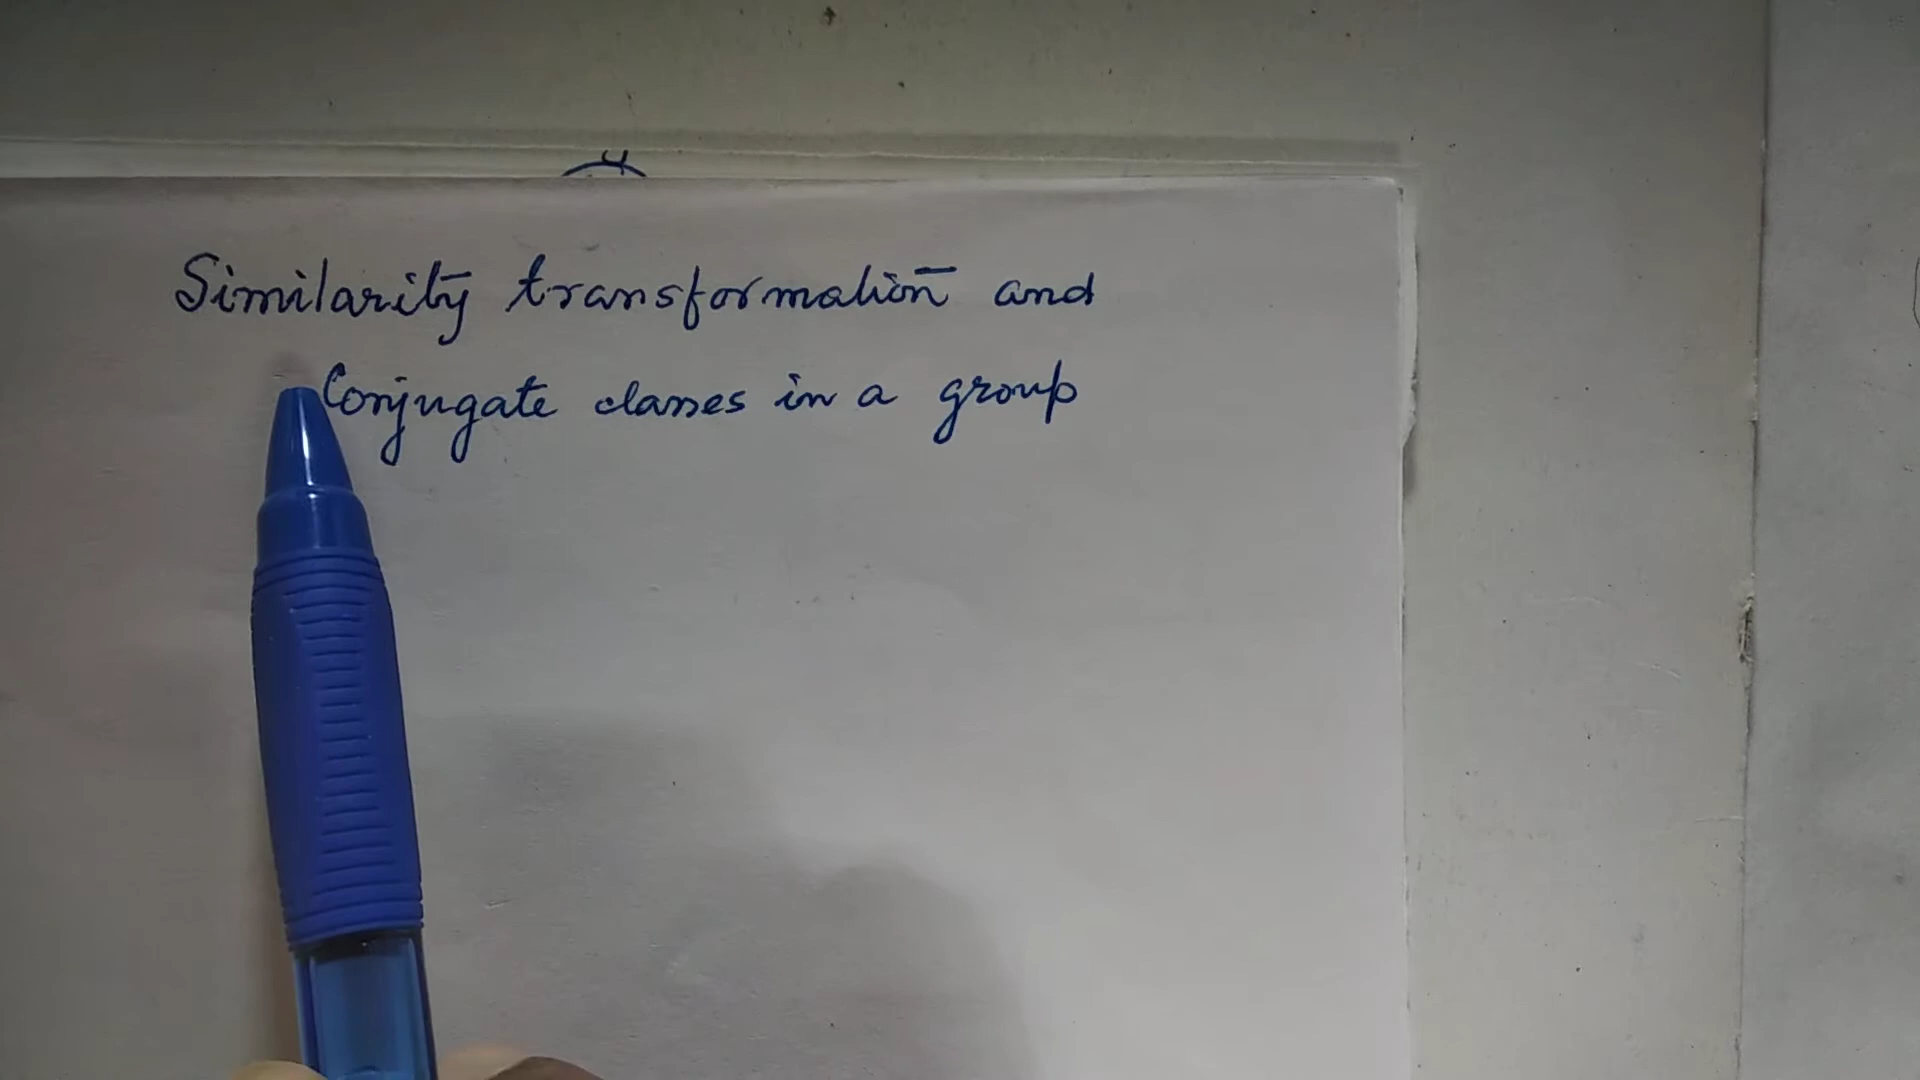 Similarity transformation and
Conjugate classes in a group